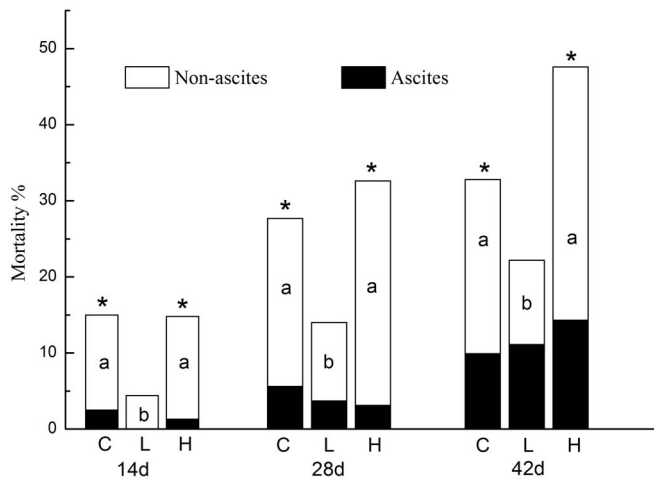 50
40
30
20
10
0
Mortality %
Non-ascites
Ascites
* * * * * *
a b a a a b a b a
C L H C L H C L H
14d 28d 42d